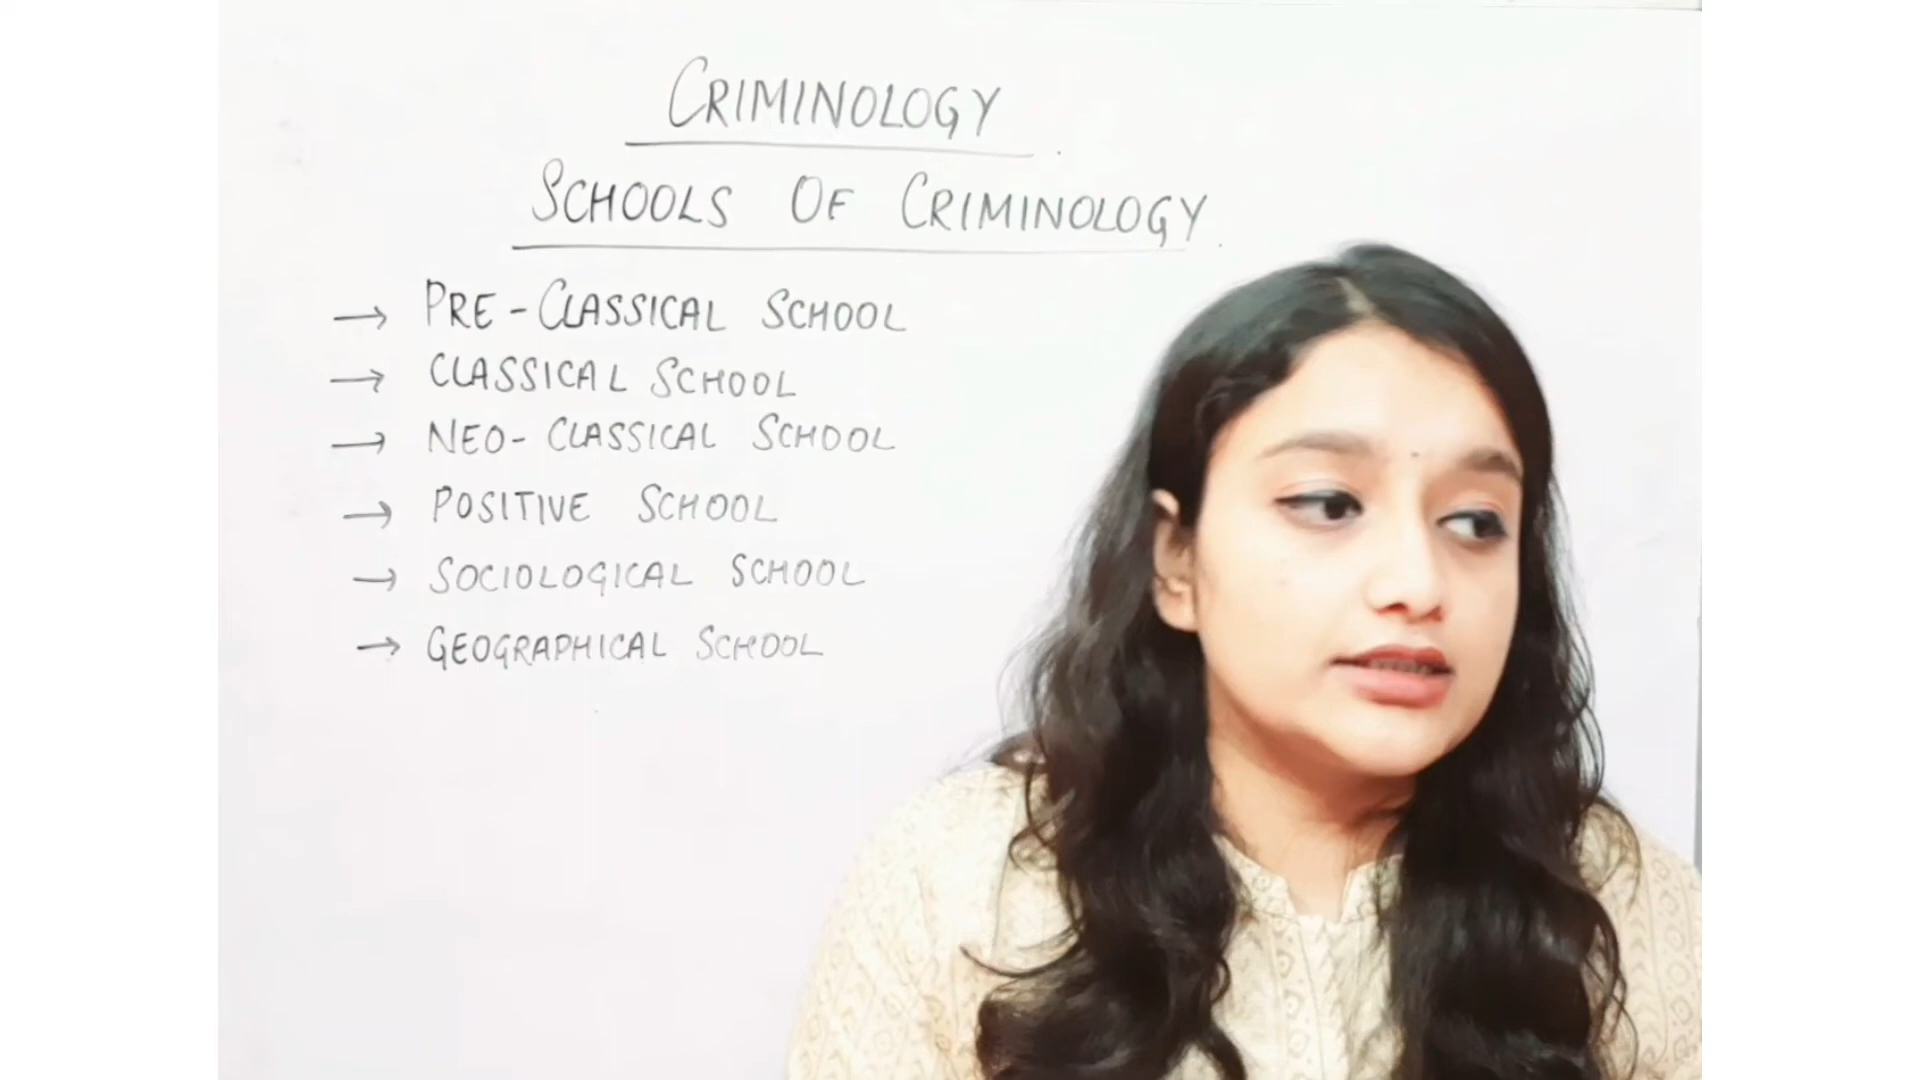 CRIMINOLOGY
SCHOOLS OF CRIMINOLOGY
→ PRE-CLASSICAL SCHOOL
→ CLASSICAL SCHOOL
→ NEO-CLASSICAL SCHOOL
→ POSITIVE SCHOOL
→ SOCIOLOGICAL SCHOOL
→ GEOGRAPHICAL SCHOOL